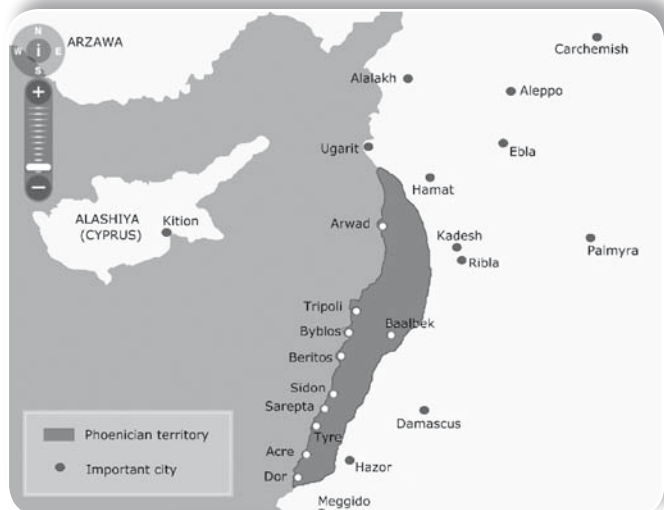 N
W i E
S
+
−
ARZAWA
Carchemish
Alalakh
Aleppo
Ugarit
Ebla
Hamat
ALASHIYA
(CYPRUS)
Kition
Arwad
Kadesh
Ribla
Palmyra
Tripoli
Byblos
Baalbek
Beritos
Sidon
Sarepta
Tyre
Damascus
Acre
Hazor
Dor
Meggido
Phoenician territory
Important city